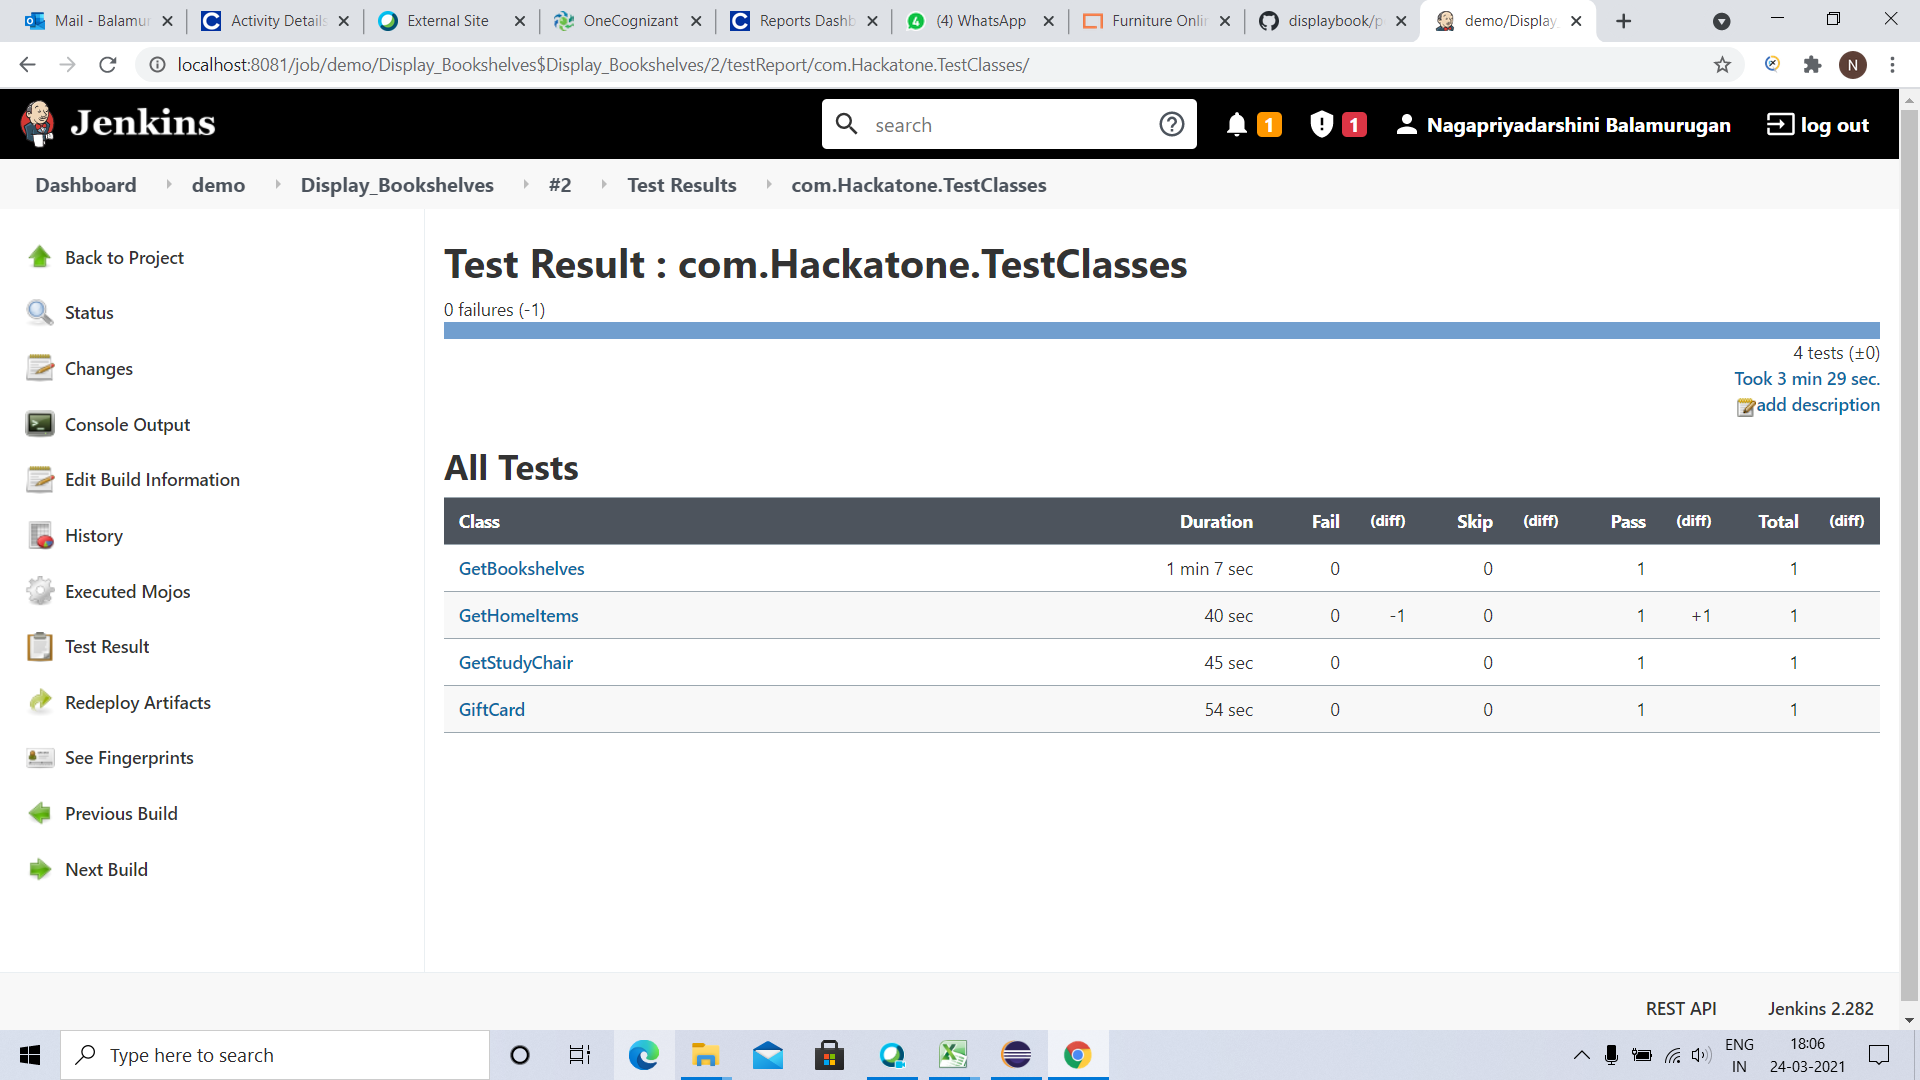 Mail - Balamur
Activity Details
External Site
OneCognizant
Reports Dashb
(4) WhatsApp
Furniture Onlin
displaybook/p
demo/Display_
localhost:8081/job/demo/Display_Bookshelves$Display_Bookshelves/2/testReport/com.Hackatone.TestClasses/
N
Jenkins
search
1
1
Nagapriyadarshini Balamurugan
log out
Dashboard
demo
Display_Bookshelves
#2
Test Results
com.Hackatone.TestClasses
Back to Project
Status
Changes
Console Output
Edit Build Information
History
Executed Mojos
Test Result
Redeploy Artifacts
See Fingerprints
Previous Build
Next Build
Test Result : com.Hackatone.TestClasses
0 failures (-1)
4 tests (±0)
Took 3 min 29 sec.
add description
All Tests
Class Duration Fail (diff) Skip (diff) Pass (diff) Total (diff)
GetBookshelves 1 min 7 sec 0 0 1 1
GetHomeItems 40 sec 0 -1 0 1 +1 1
GetStudyChair 45 sec 0 0 1 1
GiftCard 54 sec 0 0 1 1
REST API
Jenkins 2.282
Type here to search
ENG
IN
18:06
24-03-2021